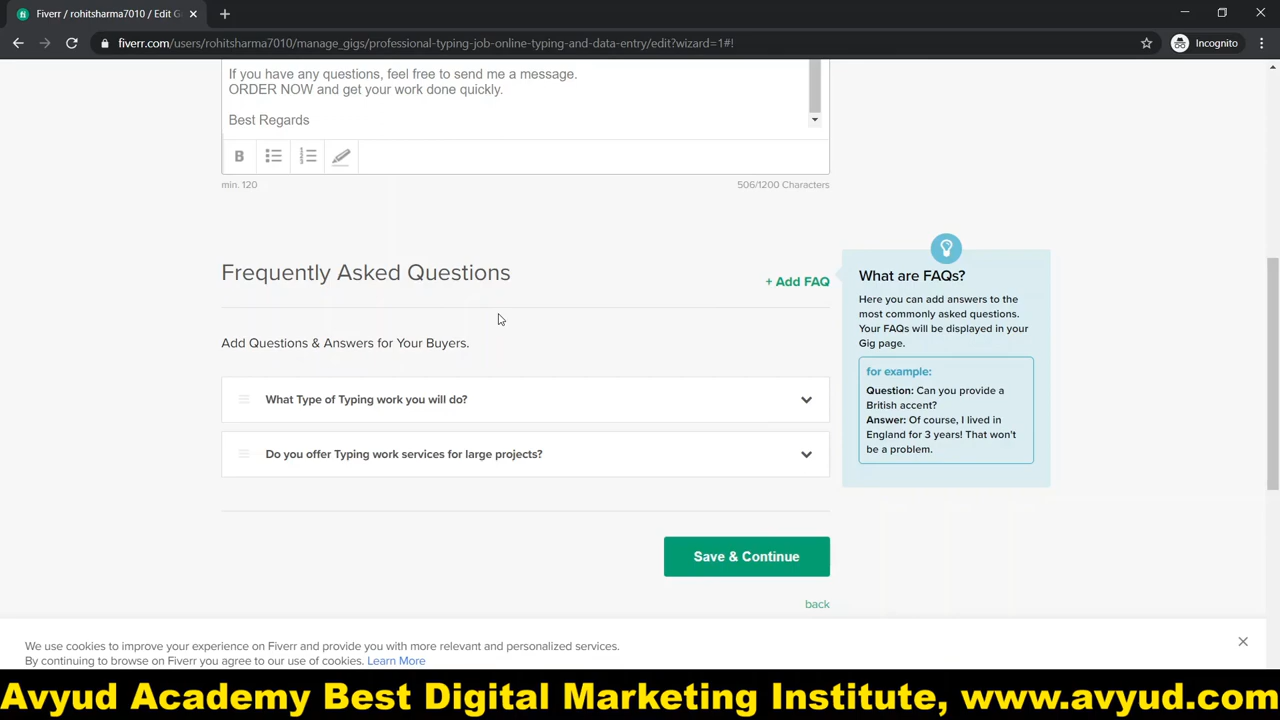 Fiverr / rohitsharma7010 / Edit G
fiverr.com/users/rohitsharma7010/manage_gigs/professional-typing-job-online-typing-and-data-entry/edit?wizard=1#!
Incognito
If you have any questions, feel free to send me a message.
ORDER NOW and get your work done quickly.
Best Regards
B
min. 120
506/1200 Characters
Frequently Asked Questions
+ Add FAQ
Add Questions & Answers for Your Buyers.
What Type of Typing work you will do?
Do you offer Typing work services for large projects?
What are FAQs?
Here you can add answers to the
most commonly asked questions.
Your FAQs will be displayed in your
Gig page.
for example:
Question: Can you provide a
British accent?
Answer: Of course, I lived in
England for 3 years! That won't
be a problem.
Save & Continue
back
We use cookies to improve your experience on Fiverr and provide you with more relevant and personalized services.
By continuing to browse on Fiverr you agree to our use of cookies. Learn More
Avyud Academy Best Digital Marketing Institute, www.avyud.com